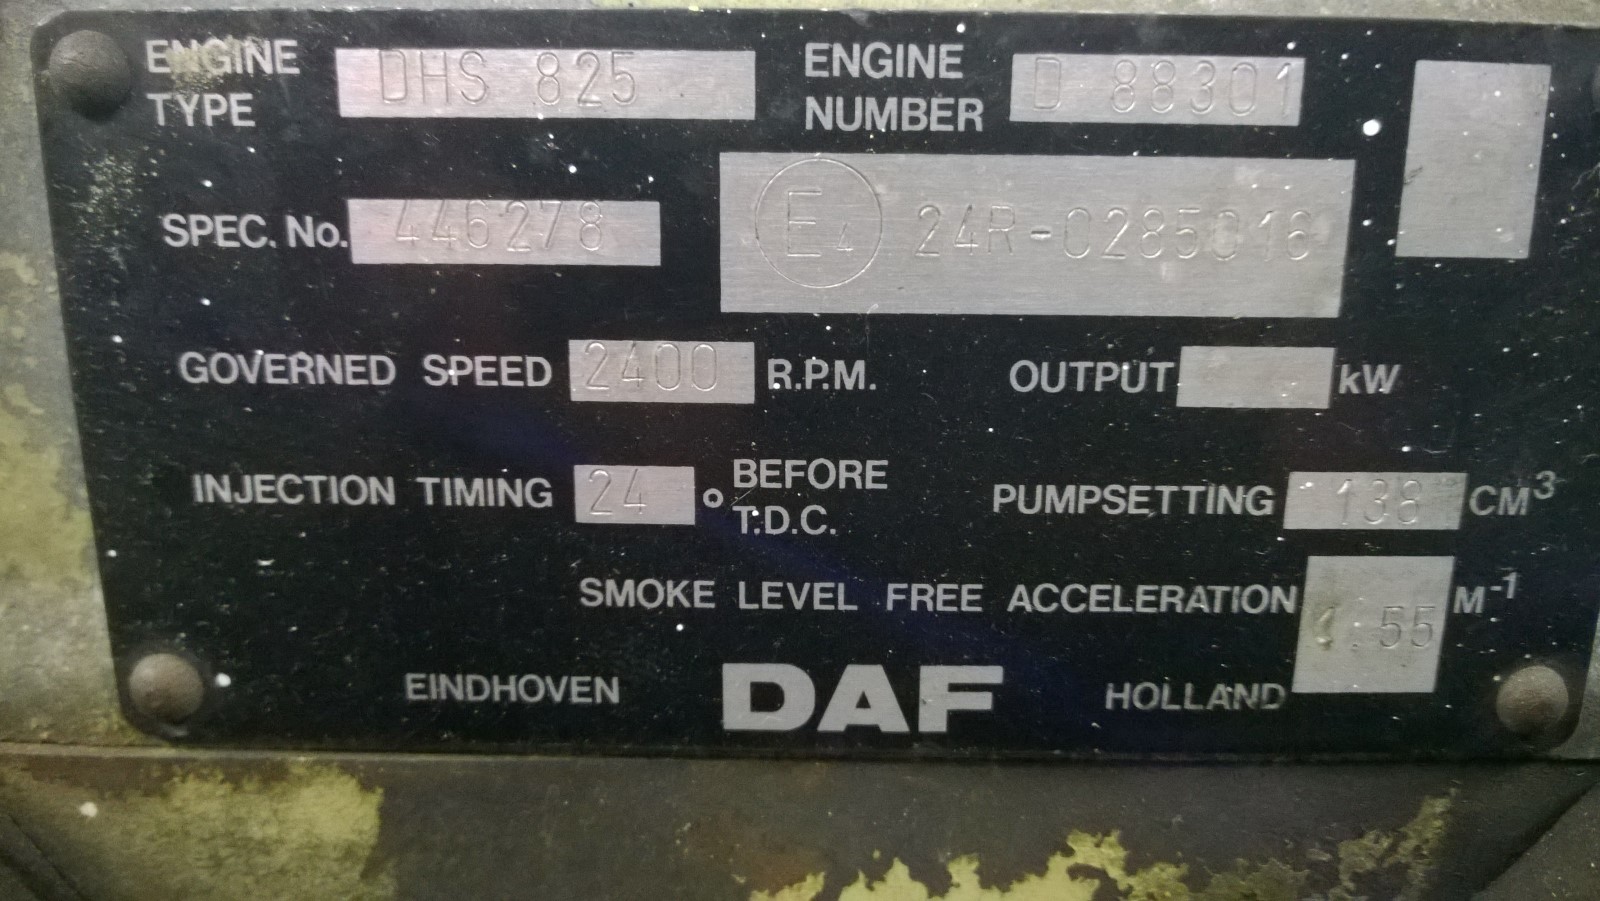 ENGINE TYPE DHS 825 ENGINE NUMBER D 88301
SPEC. No. 446278 E4 24R-0285016
GOVERNED SPEED 2400 R.P.M. OUTPUT kW
INJECTION TIMING 24 ° BEFORE T.D.C. PUMPSETTING 138 CM³
SMOKE LEVEL FREE ACCELERATION 1.55 M⁻¹
EINDHOVEN DAF HOLLAND